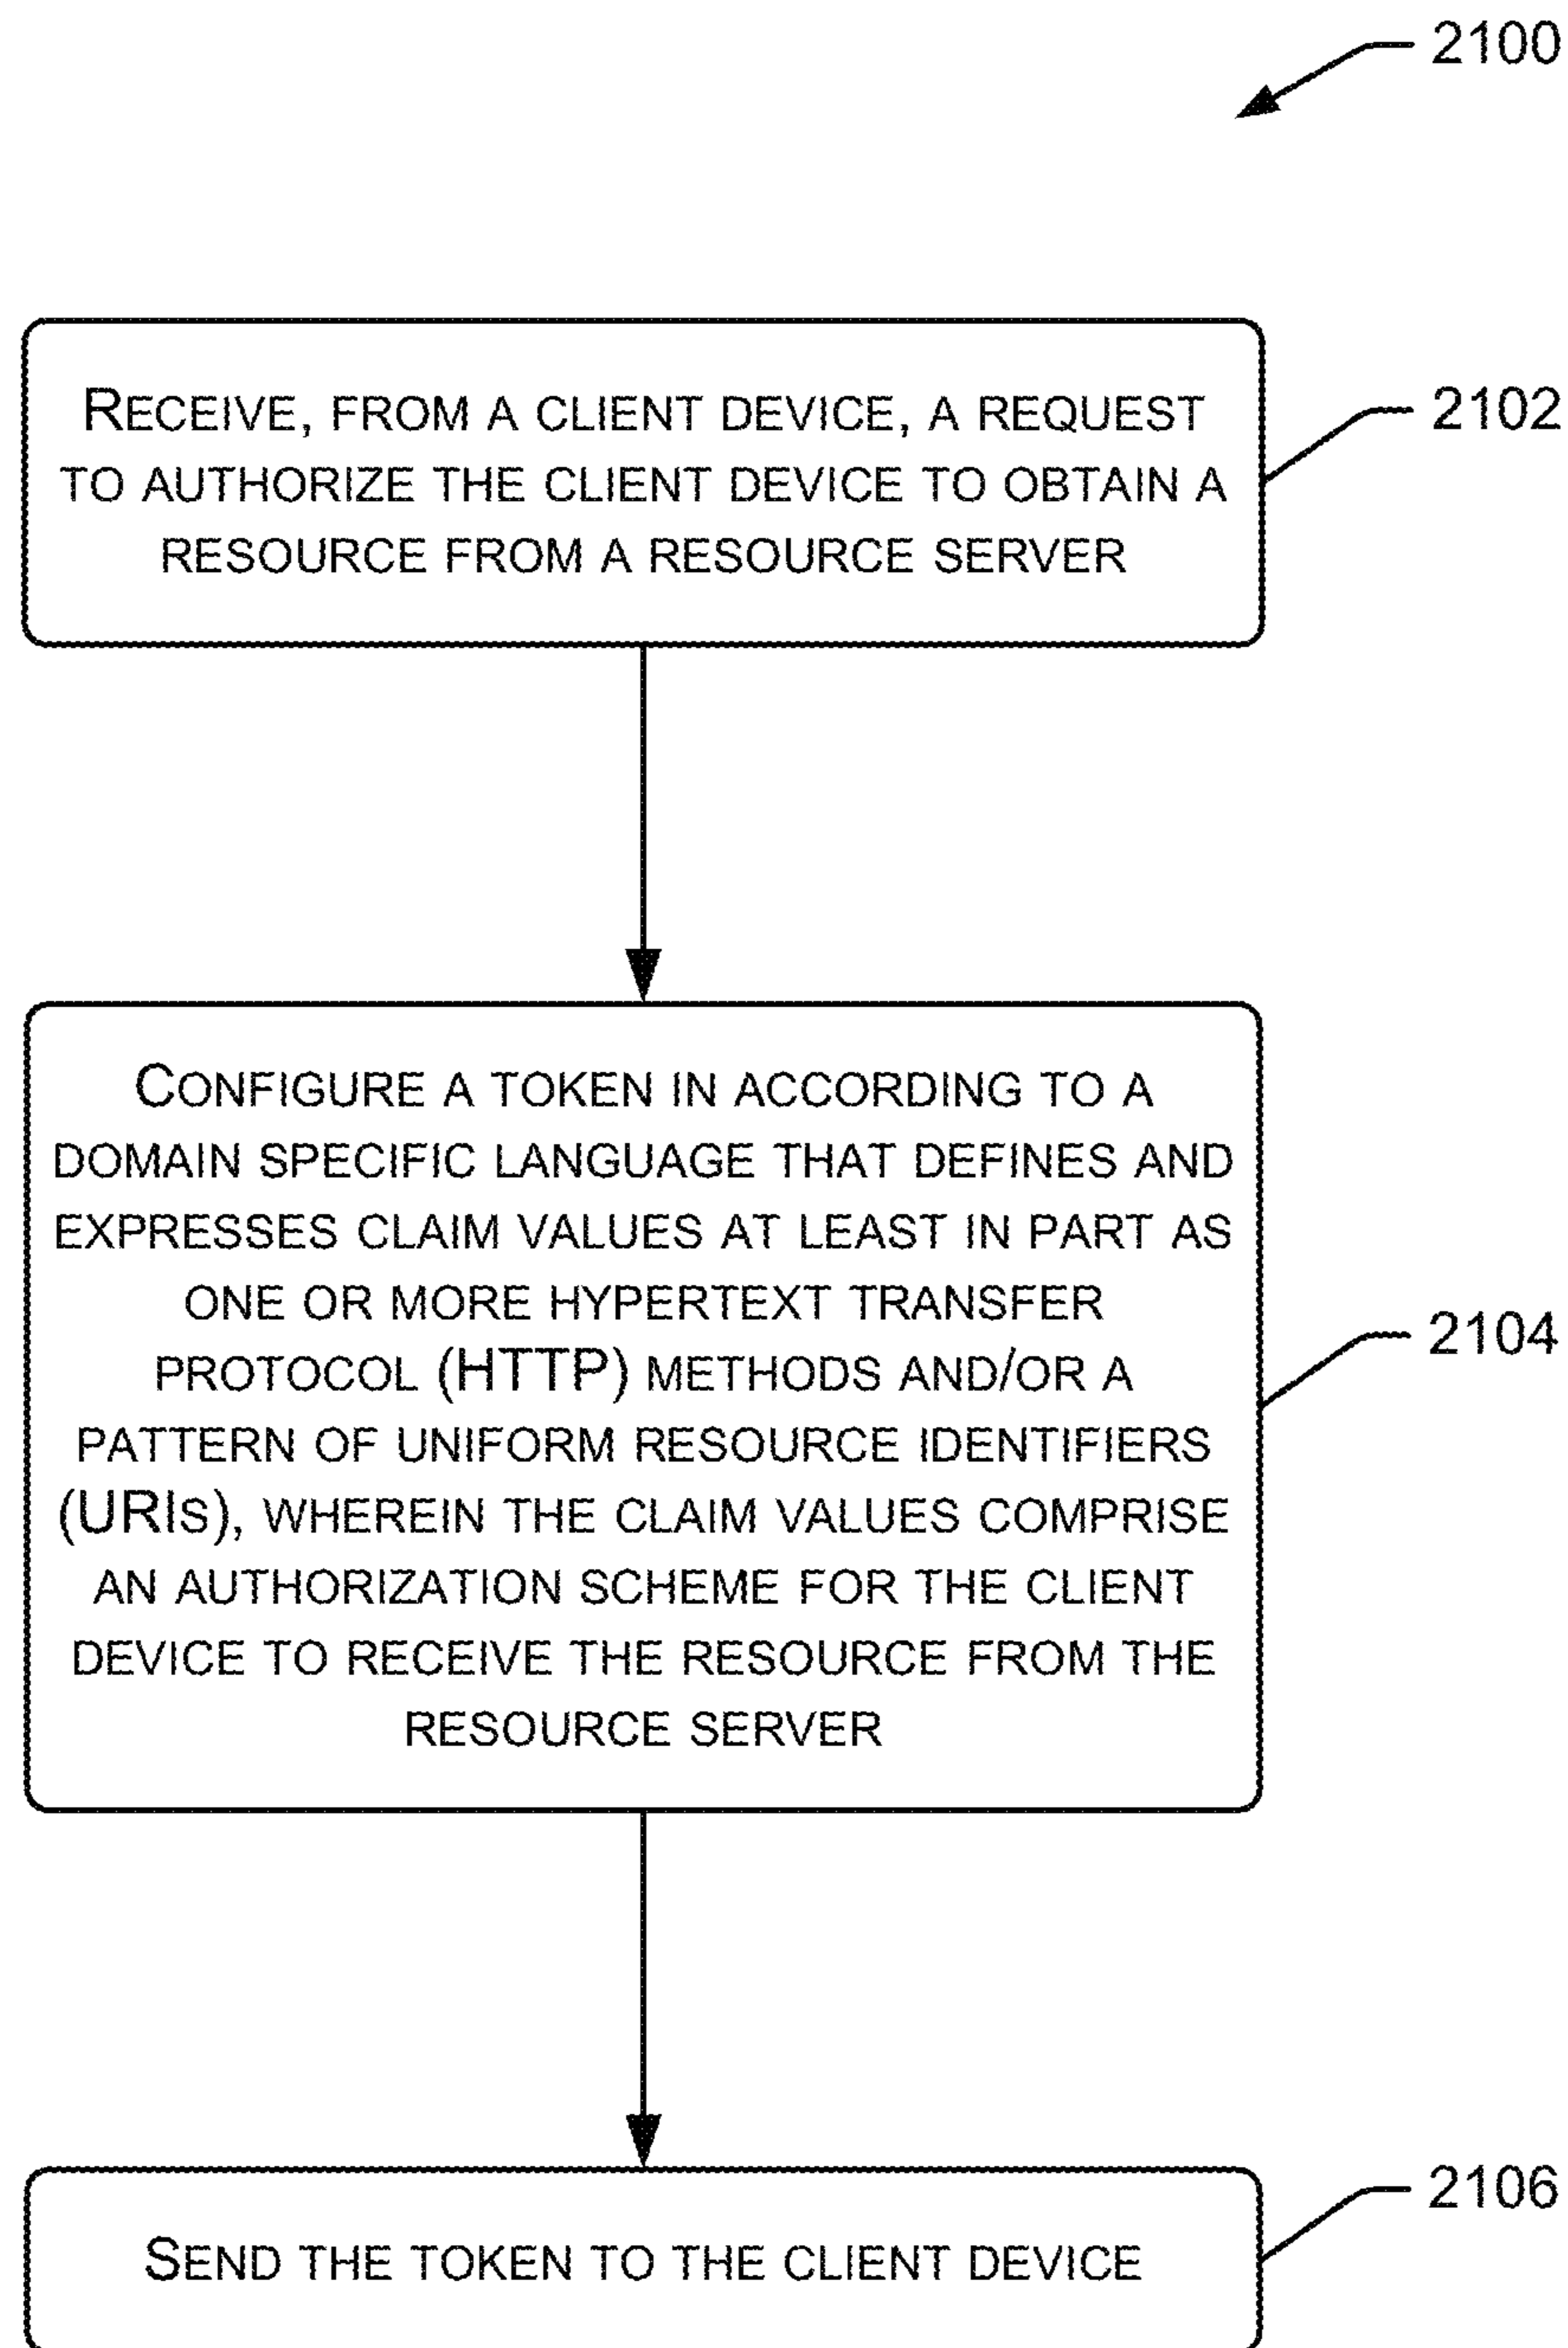 2100
RECEIVE, FROM A CLIENT DEVICE, A REQUEST
TO AUTHORIZE THE CLIENT DEVICE TO OBTAIN A
RESOURCE FROM A RESOURCE SERVER
2102
CONFIGURE A TOKEN IN ACCORDING TO A
DOMAIN SPECIFIC LANGUAGE THAT DEFINES AND
EXPRESSES CLAIM VALUES AT LEAST IN PART AS
ONE OR MORE HYPERTEXT TRANSFER
PROTOCOL (HTTP) METHODS AND/OR A
PATTERN OF UNIFORM RESOURCE IDENTIFIERS
(URIS), WHEREIN THE CLAIM VALUES COMPRISE
AN AUTHORIZATION SCHEME FOR THE CLIENT
DEVICE TO RECEIVE THE RESOURCE FROM THE
RESOURCE SERVER
2104
SEND THE TOKEN TO THE CLIENT DEVICE
2106